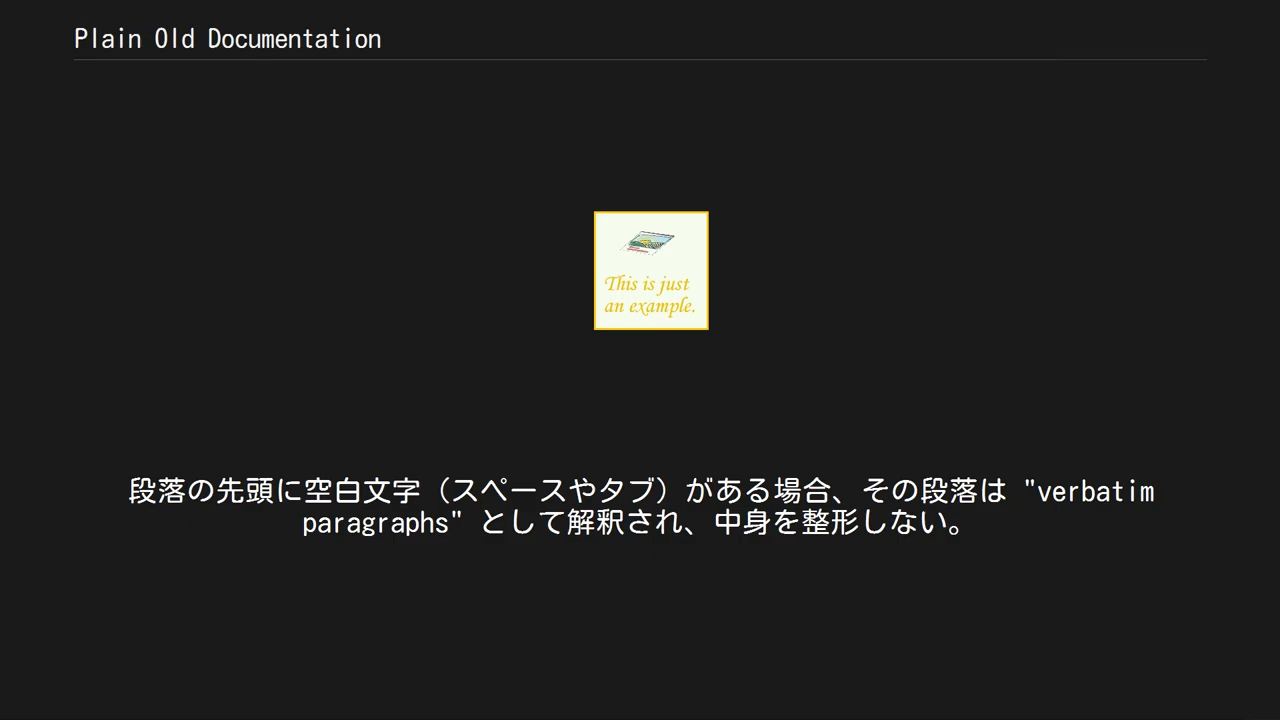 Plain Old Documentation
This is just
an example.
段落の先頭に空白文字（スペースやタブ）がある場合、その段落は "verbatim
paragraphs" として解釈され、中身を整形しない。